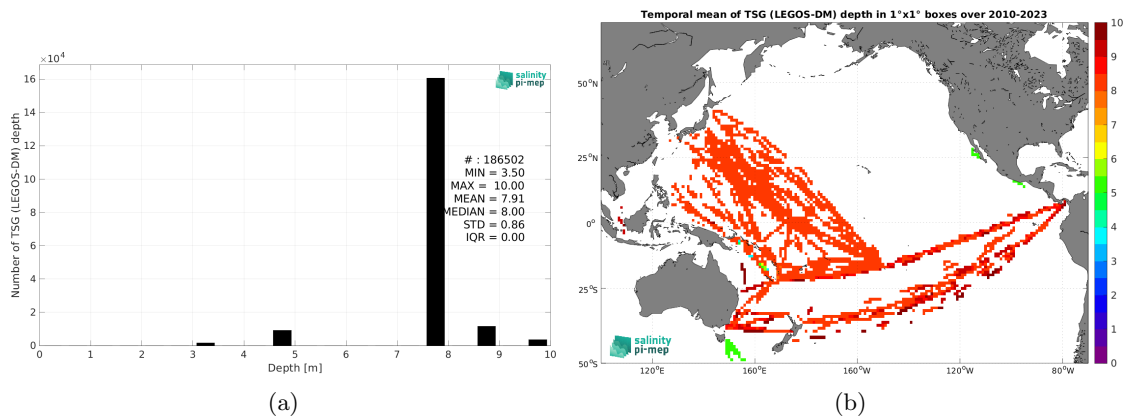 ×10⁴
16
14
12
10
8
6
4
2
0
Number of TSG (LEGOS-DM) depth
salinity
pi-mep
# : 186502
MIN = 3.50
MAX = 10.00
MEAN = 7.91
MEDIAN = 8.00
STD = 0.86
IQR = 0.00
0 1 2 3 4 5 6 7 8 9 10
Depth [m]
(a)
Temporal mean of TSG (LEGOS-DM) depth in 1°x1° boxes over 2010-2023
50°N
25°N
0°
25°S
50°S
salinity
pi-mep
120°E 160°E 160°W 120°W 80°W
10
9
8
7
6
5
4
3
2
1
0
(b)